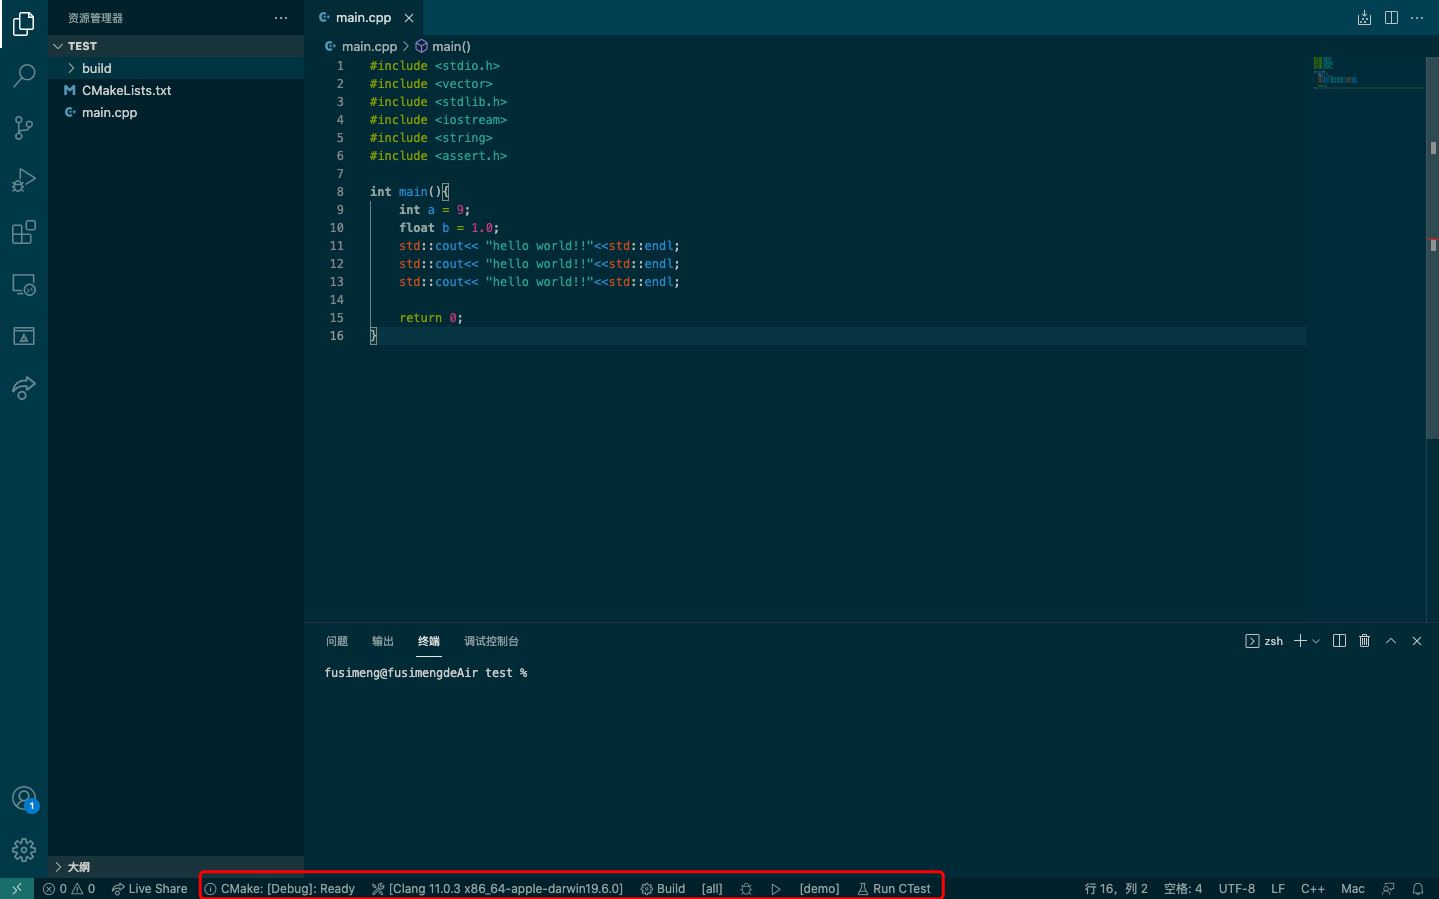 资源管理器
TEST
build
CMakeLists.txt
main.cpp
大纲
main.cpp
main.cpp > main()
1 #include <stdio.h>
2 #include <vector>
3 #include <stdlib.h>
4 #include <iostream>
5 #include <string>
6 #include <assert.h>
7
8 int main(){
9 int a = 9;
10 float b = 1.0;
11 std::cout<< "hello world!!"<<std::endl;
12 std::cout<< "hello world!!"<<std::endl;
13 std::cout<< "hello world!!"<<std::endl;
14
15 return 0;
16 }
问题 输出 终端 调试控制台 zsh
fusimeng@fusimengdeAir test %
1
0 0 Live Share CMake: [Debug]: Ready [Clang 11.0.3 x86_64-apple-darwin19.6.0] Build [all] [demo] Run CTest 行 16，列 2 空格: 4 UTF-8 LF C++ Mac